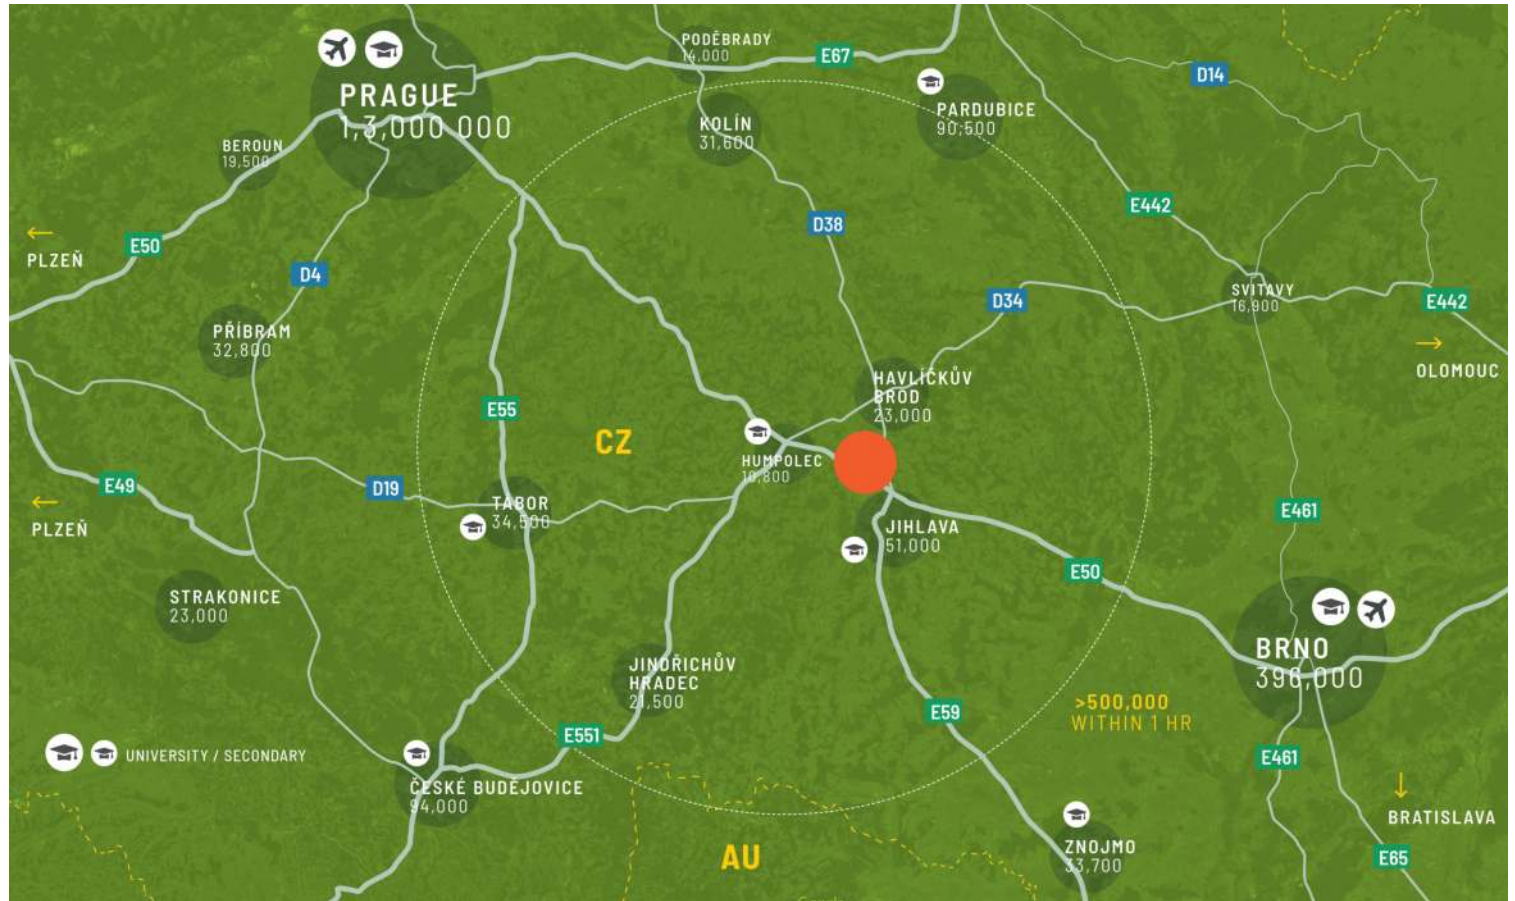 PODĚBRADY
14,000
E67
D14
PRAGUE
1,3,000 000
KOLÍN
31,600
PARDUBICE
90,500
BEROUN
19,500
E442
D38
E50
PLZEŇ
D4
D34
SVITAVY
16,900
E442
PŘÍBRAM
32,800
OLOMOUC
HAVLÍČKŮV
BROD
23,000
E55
CZ
HUMPOLEC
10,800
E49
D19
PLZEŇ
TÁBOR
34,500
E461
JIHLAVA
51,000
E50
STRAKONICE
23,000
BRNO
396,000
JINDŘICHŮV
HRADEC
21,500
>500,000
WITHIN 1 HR
E59
E551
UNIVERSITY / SECONDARY
E461
ČESKÉ BUDĚJOVICE
94,000
BRATISLAVA
AU
ZNOJMO
33,700
E65